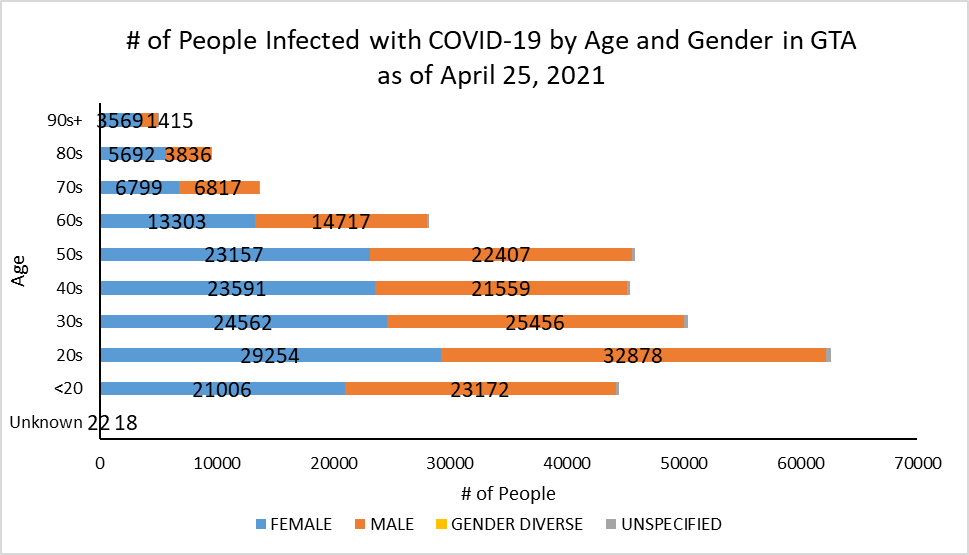 # of People Infected with COVID-19 by Age and Gender in GTA
as of April 25, 2021
Age
90s+ 3569 1415
80s 5692 3836
70s 6799 6817
60s 13303 14717
50s 23157 22407
40s 23591 21559
30s 24562 25456
20s 29254 32878
<20 21006 23172
Unknown 22 18
0 10000 20000 30000 40000 50000 60000 70000
# of People
FEMALE MALE GENDER DIVERSE UNSPECIFIED